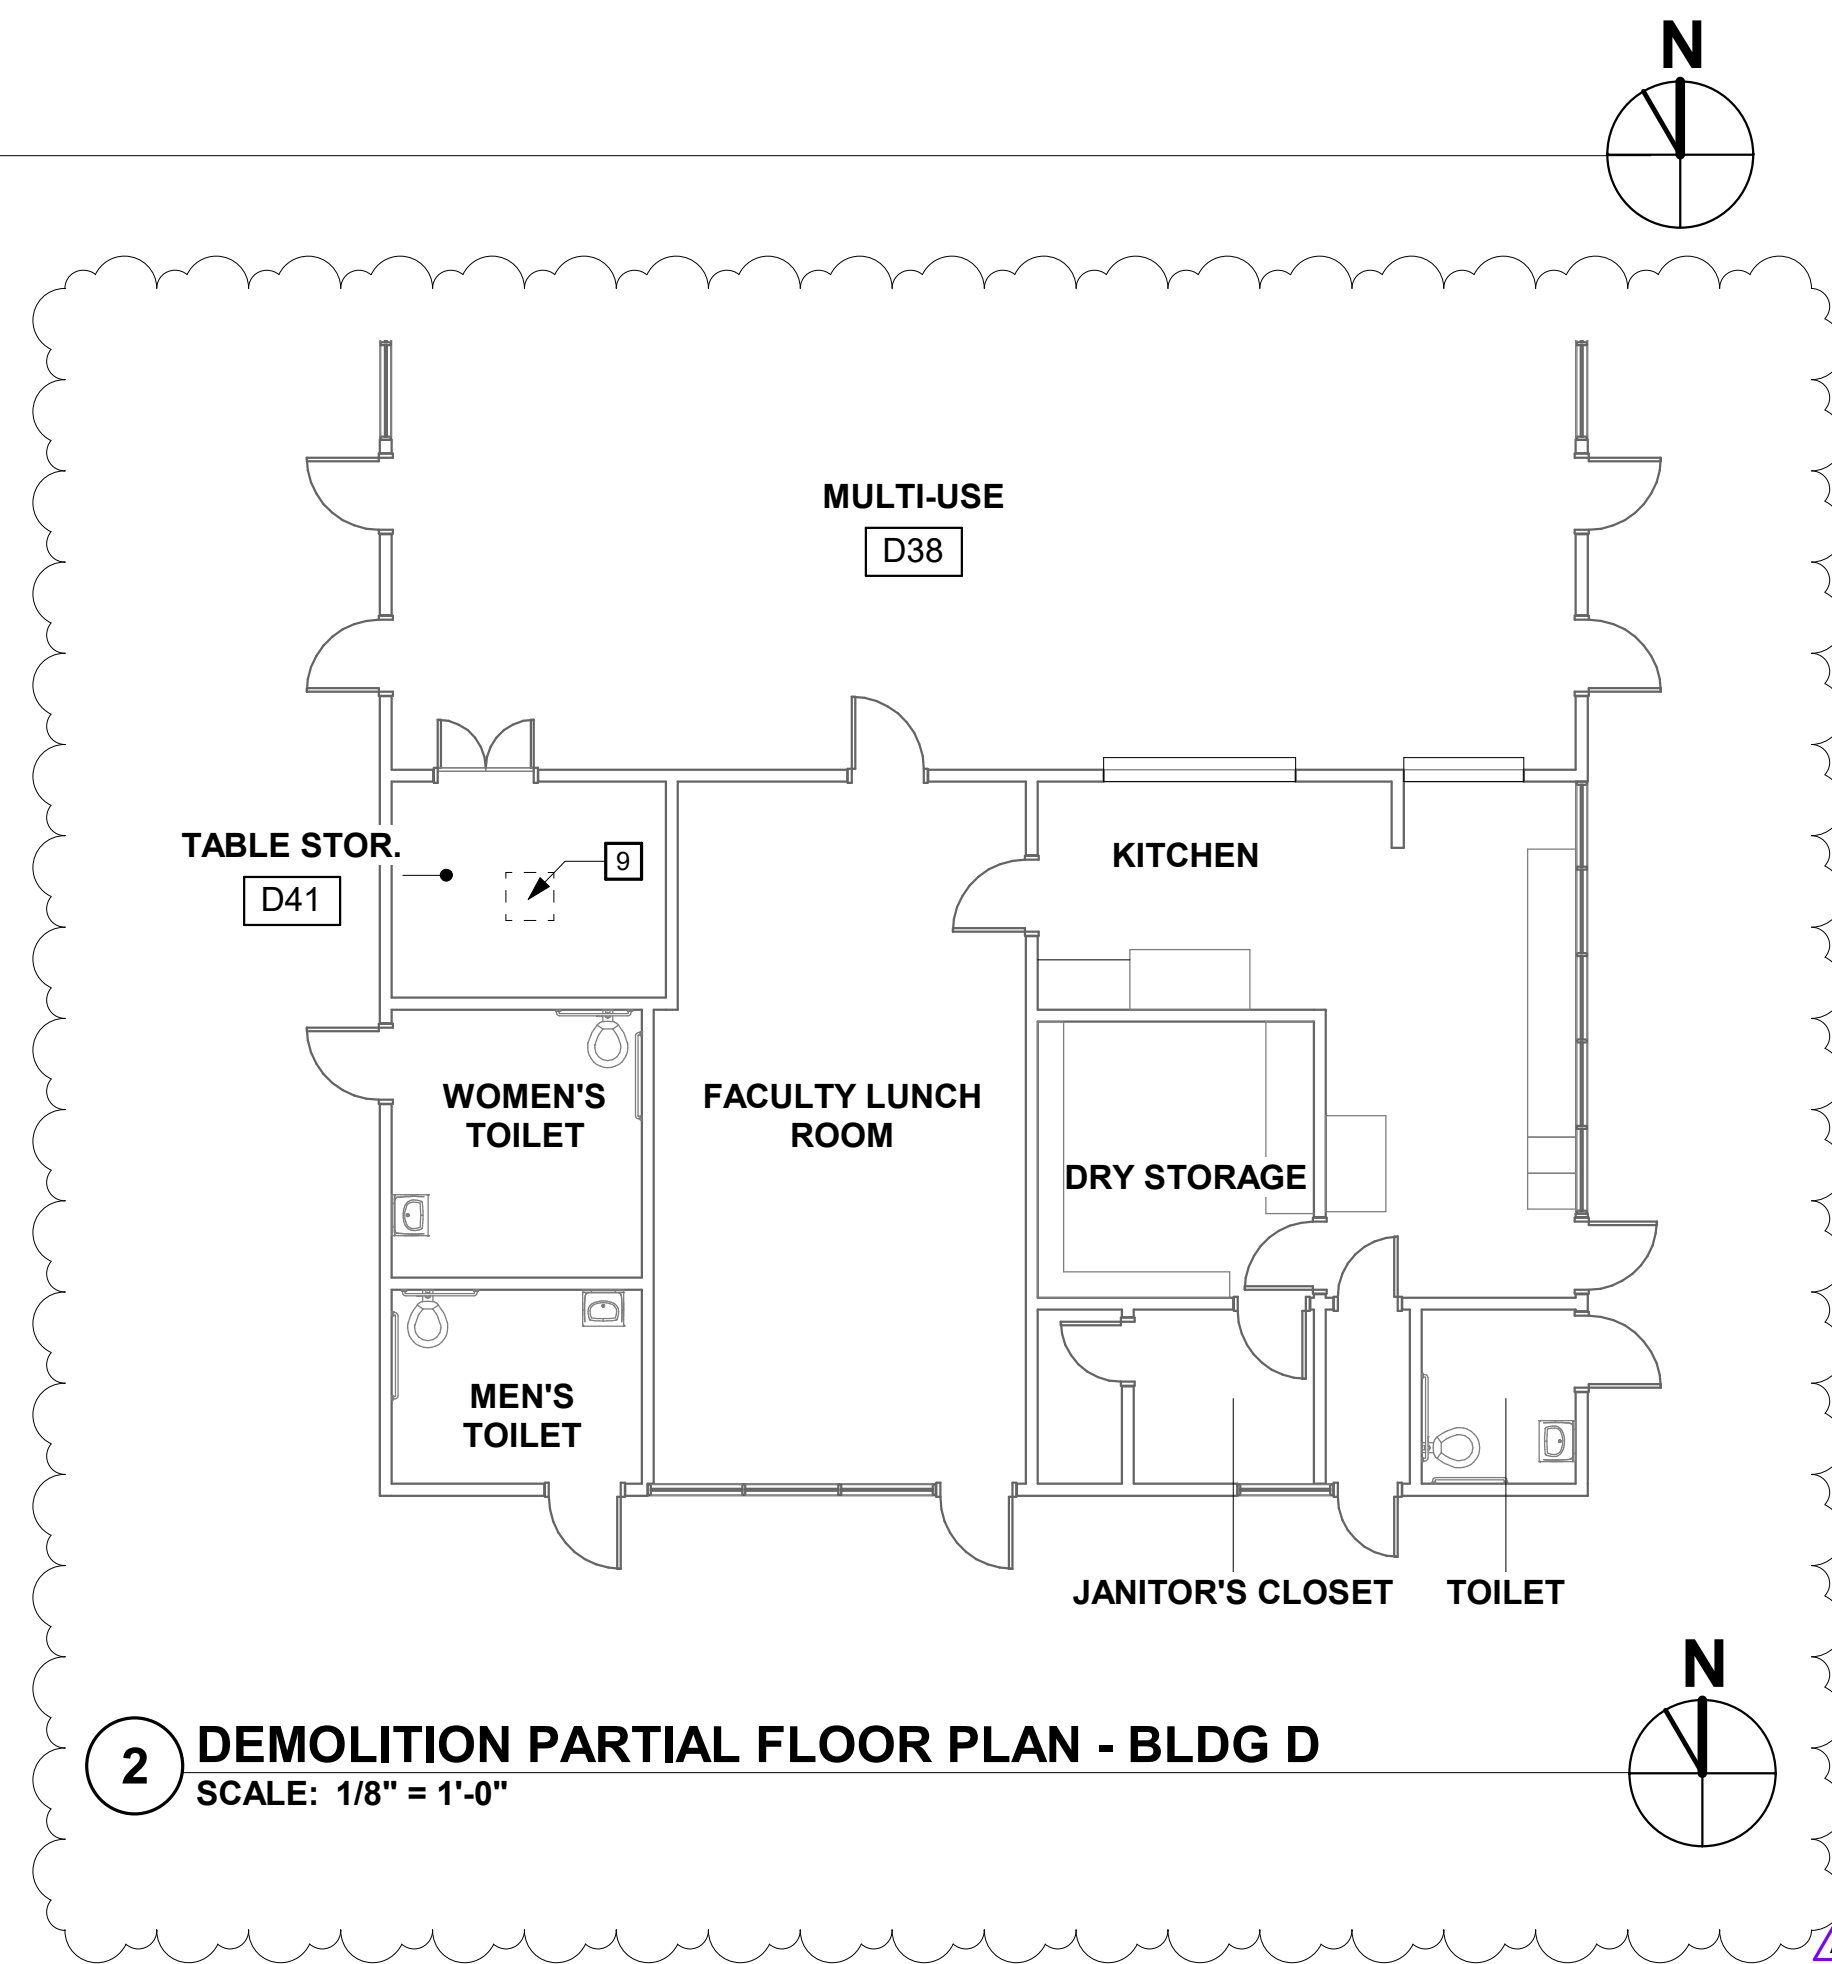 N
MULTI-USE
D38
TABLE STOR.
D41
9
KITCHEN
WOMEN'S
TOILET
FACULTY LUNCH
ROOM
DRY STORAGE
MEN'S
TOILET
JANITOR'S CLOSET
TOILET
N
2
DEMOLITION PARTIAL FLOOR PLAN - BLDG D
SCALE: 1/8" = 1'-0"